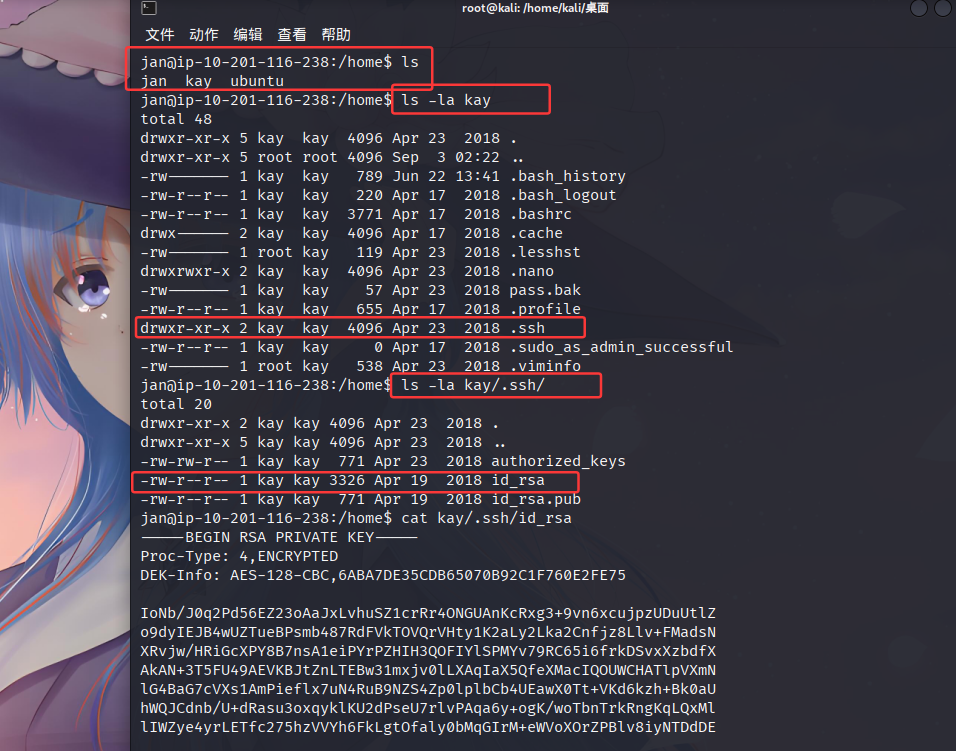 root@kali: /home/kali/桌面
文件 动作 编辑 查看 帮助
jan@ip-10-201-116-238:/home$ ls
jan  kay  ubuntu
jan@ip-10-201-116-238:/home$ ls -la kay
total 48
drwxr-xr-x 5 kay  kay  4096 Apr 23  2018 .
drwxr-xr-x 5 root root 4096 Sep  3 02:22 ..
-rw------- 1 kay  kay   789 Jun 22 13:41 .bash_history
-rw-r--r-- 1 kay  kay   220 Apr 17  2018 .bash_logout
-rw-r--r-- 1 kay  kay  3771 Apr 17  2018 .bashrc
drwx------ 2 kay  kay  4096 Apr 17  2018 .cache
-rw------- 1 root kay   119 Apr 23  2018 .lesshst
drwxrwxr-x 2 kay  kay  4096 Apr 23  2018 .nano
-rw------- 1 kay  kay    57 Apr 23  2018 pass.bak
-rw-r--r-- 1 kay  kay   655 Apr 17  2018 .profile
drwxr-xr-x 2 kay  kay  4096 Apr 23  2018 .ssh
-rw-r--r-- 1 kay  kay     0 Apr 17  2018 .sudo_as_admin_successful
-rw------- 1 root kay   538 Apr 23  2018 .viminfo
jan@ip-10-201-116-238:/home$ ls -la kay/.ssh/
total 20
drwxr-xr-x 2 kay kay 4096 Apr 23  2018 .
drwxr-xr-x 5 kay kay 4096 Apr 23  2018 ..
-rw-rw-r-- 1 kay kay  771 Apr 23  2018 authorized_keys
-rw-r--r-- 1 kay kay 3326 Apr 19  2018 id_rsa
-rw-r--r-- 1 kay kay  771 Apr 19  2018 id_rsa.pub
jan@ip-10-201-116-238:/home$ cat kay/.ssh/id_rsa
-----BEGIN RSA PRIVATE KEY-----
Proc-Type: 4,ENCRYPTED
DEK-Info: AES-128-CBC,6ABA7DE35CDB65070B92C1F760E2FE75
IoNb/J0q2Pd56EZ23oAaJxLvhuSZ1crRr4ONGUAnKcRxg3+9vn6xcujpzUDuUtlZ
o9dyIEJB4wUZTueBPsmb487RdFVkTOVQrVHty1K2aLy2Lka2Cnfjz8Llv+FMadsN
XRvjw/HRiGcXPY8B7nsA1eiPYrPZHIH3QOFIYlSPMYv79RC65i6frkDSvxXzbdfX
AkAN+3T5FU49AEVKBJtZnLTEBw31mxjv0lLXAqIaX5QfeXMacIQOUWCHATlpVXmN
lG4BaG7cVXs1AmPieflx7uN4RuB9NZS4Zp0lplbCb4UEawX0Tt+VKd6kzh+Bk0aU
hWQJCdnb/U+dRasu3oxqyklKU2dPseU7rlvPAqa6y+ogK/woTbnTrkRngKqLQxMl
lIWZye4yrLETfc275hzVVYh6FkLgtOfaly0bMqGIrM+eWVoXOrZPBlv8iyNTDdDE